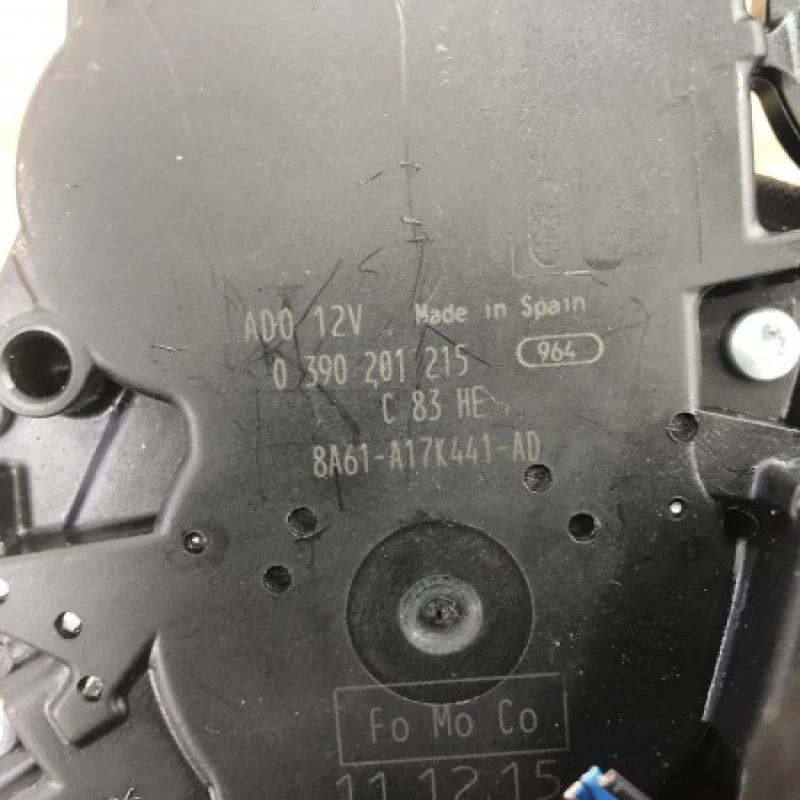 ADO 12V Made in Spain
0 390 201 215 964
C 83 HE
8A61-A17K441-AD
Fo Mo Co
11.12.15